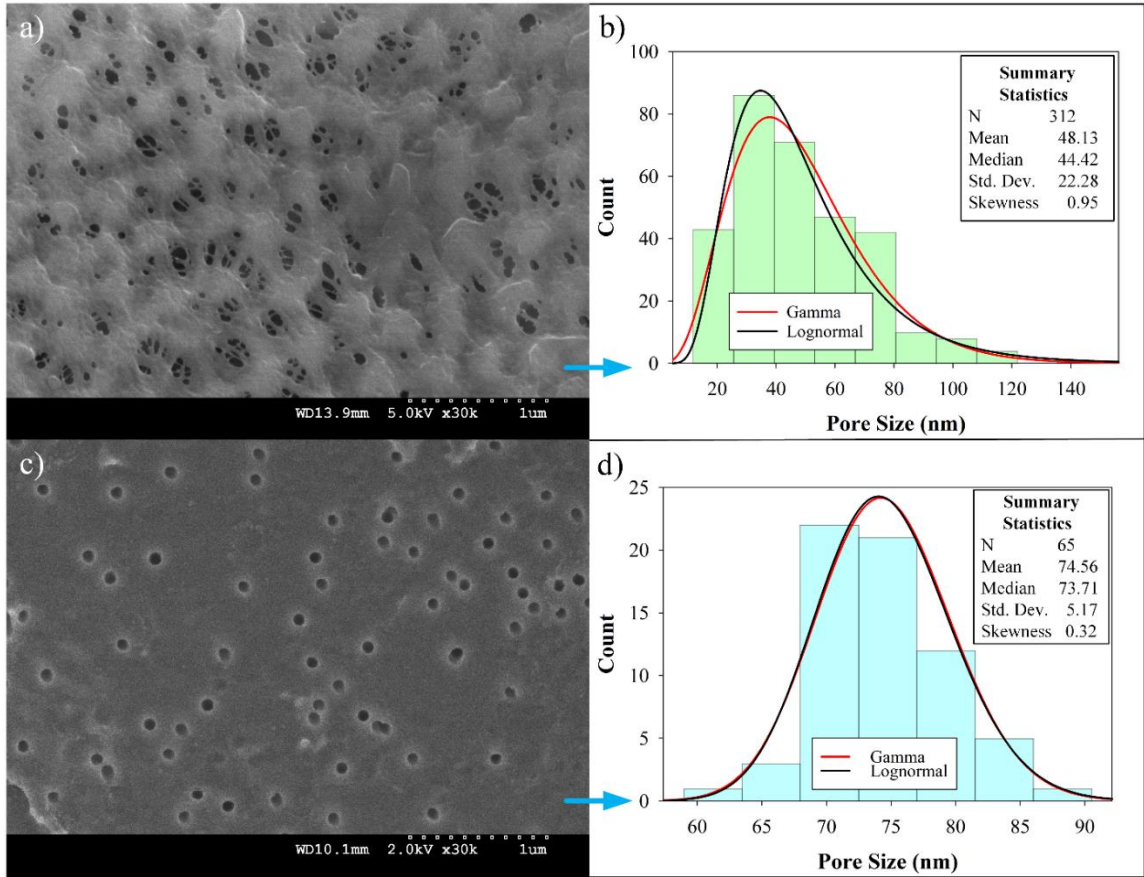 a)
WD13.9mm 5.0kV x30k 1um
b)
100
80
60
40
20
0
Count
Summary
Statistics
N 312
Mean 48.13
Median 44.42
Std. Dev. 22.28
Skewness 0.95
Gamma
Lognormal
20 40 60 80 100 120 140
Pore Size (nm)
c)
WD10.1mm 2.0kV x30k 1um
d)
25
20
15
10
5
0
Count
Summary
Statistics
N 65
Mean 74.56
Median 73.71
Std. Dev. 5.17
Skewness 0.32
Gamma
Lognormal
60 65 70 75 80 85 90
Pore Size (nm)